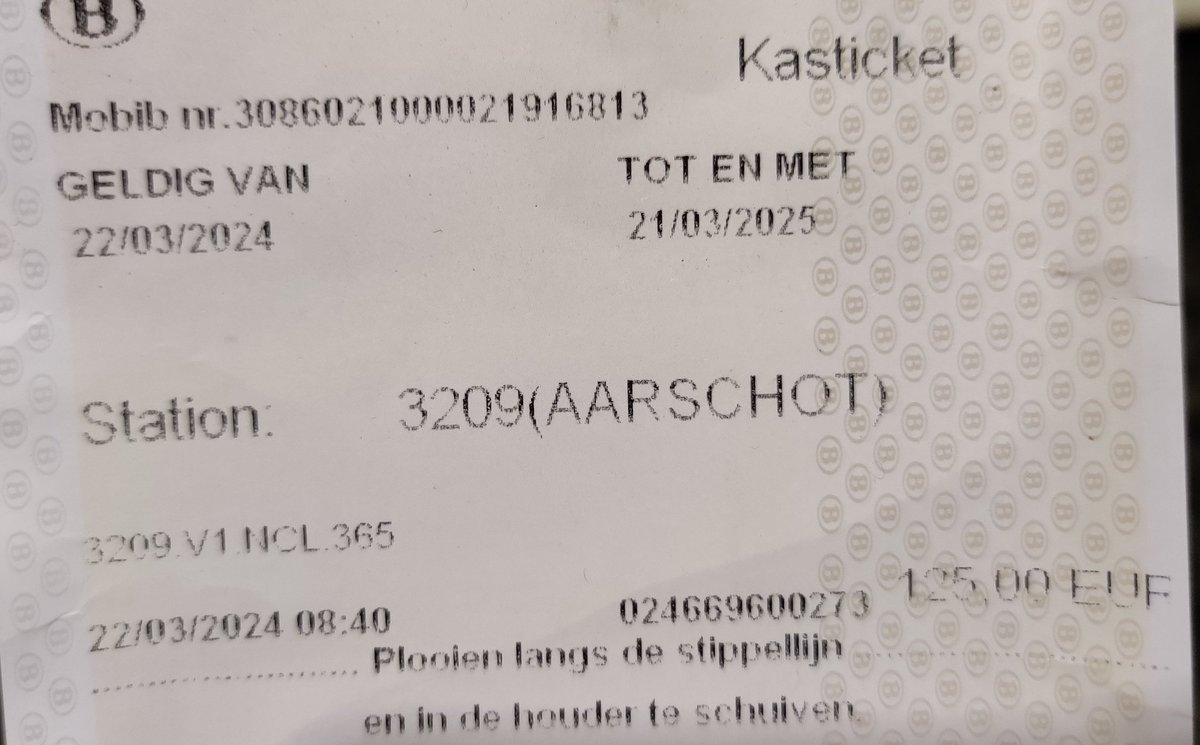 B
Kasticket
Mobib nr.3086021000021916813
GELDIG VAN TOT EN MET
22/03/2024 21/03/2025
Station: 3209(AARSCHOT)
3209.V1.NCL.365
125,00 EUR
22/03/2024 08:40 024669600273
Plooien langs de stippellijn
en in de houder te schuiven.